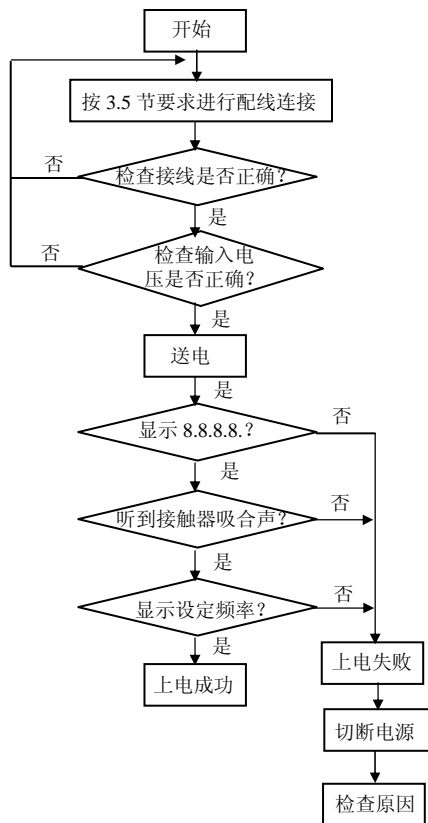 开始
按 3.5 节要求进行配线连接
否
检查接线是否正确?
是
否
检查输入电
压是否正确?
是
送电
是
否
显示 8.8.8.8.?
是
听到接触器吸合声?
否
是
显示设定频率?
否
是
上电成功
上电失败
切断电源
检查原因